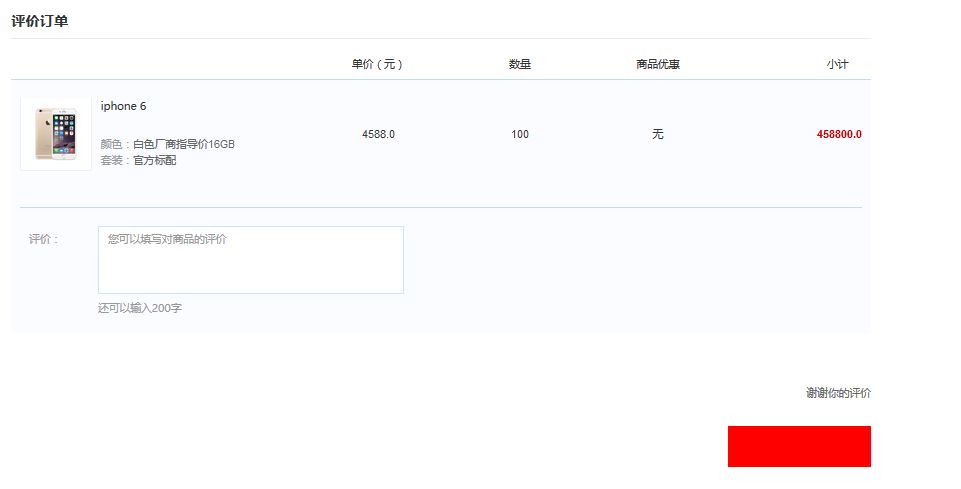 评价订单
单价（元） 数量 商品优惠 小计
iphone 6
4588.0 100 无 458800.0
颜色：白色厂商指导价16GB
套装：官方标配
评价： 您可以填写对商品的评价
还可以输入200字
谢谢你的评价